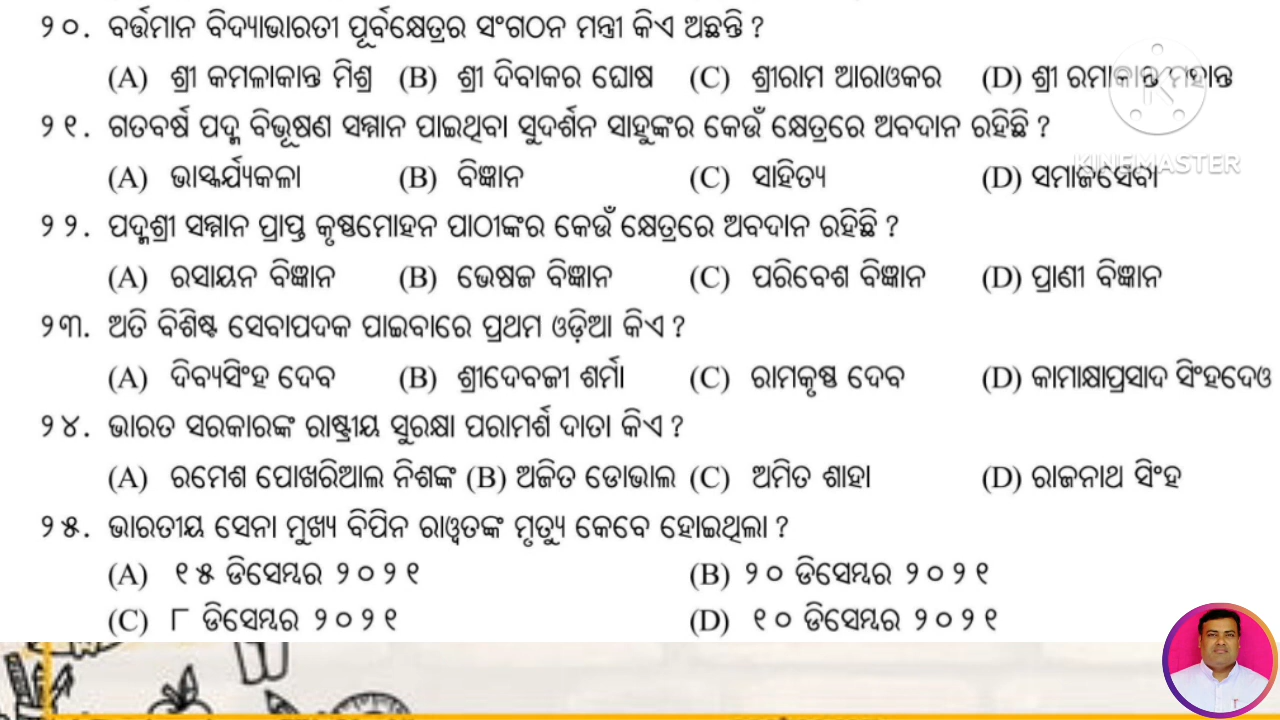 ୨୦. ବର୍ତ୍ତମାନ ବିଦ୍ୟାଭାରତୀ ପୂର୍ବକ୍ଷେତ୍ରର ସଂଗଠନ ମନ୍ତ୍ରୀ କିଏ ଅଛନ୍ତି ?
(A) ଶ୍ରୀ କମଳାକାନ୍ତ ମିଶ୍ର (B) ଶ୍ରୀ ଦିବାକର ଘୋଷ (C) ଶ୍ରୀରାମ ଆରାଓକର (D) ଶ୍ରୀ ରମାକାନ୍ତ ମହାନ୍ତ
୨୧. ଗତବର୍ଷ ପଦ୍ମ ବିଭୂଷଣ ସମ୍ମାନ ପାଇଥିବା ସୁଦର୍ଶନ ସାହୁଙ୍କର କେଉଁ କ୍ଷେତ୍ରରେ ଅବଦାନ ରହିଛି ?
KINEMASTER
(A) ଭାସ୍କର୍ଯ୍ୟକଳା (B) ବିଜ୍ଞାନ (C) ସାହିତ୍ୟ (D) ସମାଜସେବା
୨୨. ପଦ୍ମଶ୍ରୀ ସମ୍ମାନ ପ୍ରାପ୍ତ କୃଷ୍ଣମୋହନ ପାଠୀଙ୍କର କେଉଁ କ୍ଷେତ୍ରରେ ଅବଦାନ ରହିଛି ?
(A) ରସାୟନ ବିଜ୍ଞାନ (B) ଭେଷଜ ବିଜ୍ଞାନ (C) ପରିବେଶ ବିଜ୍ଞାନ (D) ପ୍ରାଣୀ ବିଜ୍ଞାନ
୨୩. ଅତି ବିଶିଷ୍ଟ ସେବାପଦକ ପାଇବାରେ ପ୍ରଥମ ଓଡ଼ିଆ କିଏ ?
(A) ଦିବ୍ୟସିଂହ ଦେବ (B) ଶ୍ରୀଦେବଜୀ ଶର୍ମା (C) ରାମକୃଷ୍ଣ ଦେବ (D) କାମାକ୍ଷାପ୍ରସାଦ ସିଂହଦେଓ
୨୪. ଭାରତ ସରକାରଙ୍କ ରାଷ୍ଟ୍ରୀୟ ସୁରକ୍ଷା ପରାମର୍ଶ ଦାତା କିଏ ?
(A) ରମେଶ ପୋଖରିଆଲ ନିଶଙ୍କ (B) ଅଜିତ ଡୋଭାଲ (C) ଅମିତ ଶାହା (D) ରାଜନାଥ ସିଂହ
୨୫. ଭାରତୀୟ ସେନା ମୁଖ୍ୟ ବିପିନ ରାୱତଙ୍କ ମୃତ୍ୟୁ କେବେ ହୋଇଥିଲା ?
(A) ୧୫ ଡିସେମ୍ବର ୨୦୨୧ (B) ୨୦ ଡିସେମ୍ବର ୨୦୨୧
(C) ୮ ଡିସେମ୍ବର ୨୦୨୧ (D) ୧୦ ଡିସେମ୍ବର ୨୦୨୧